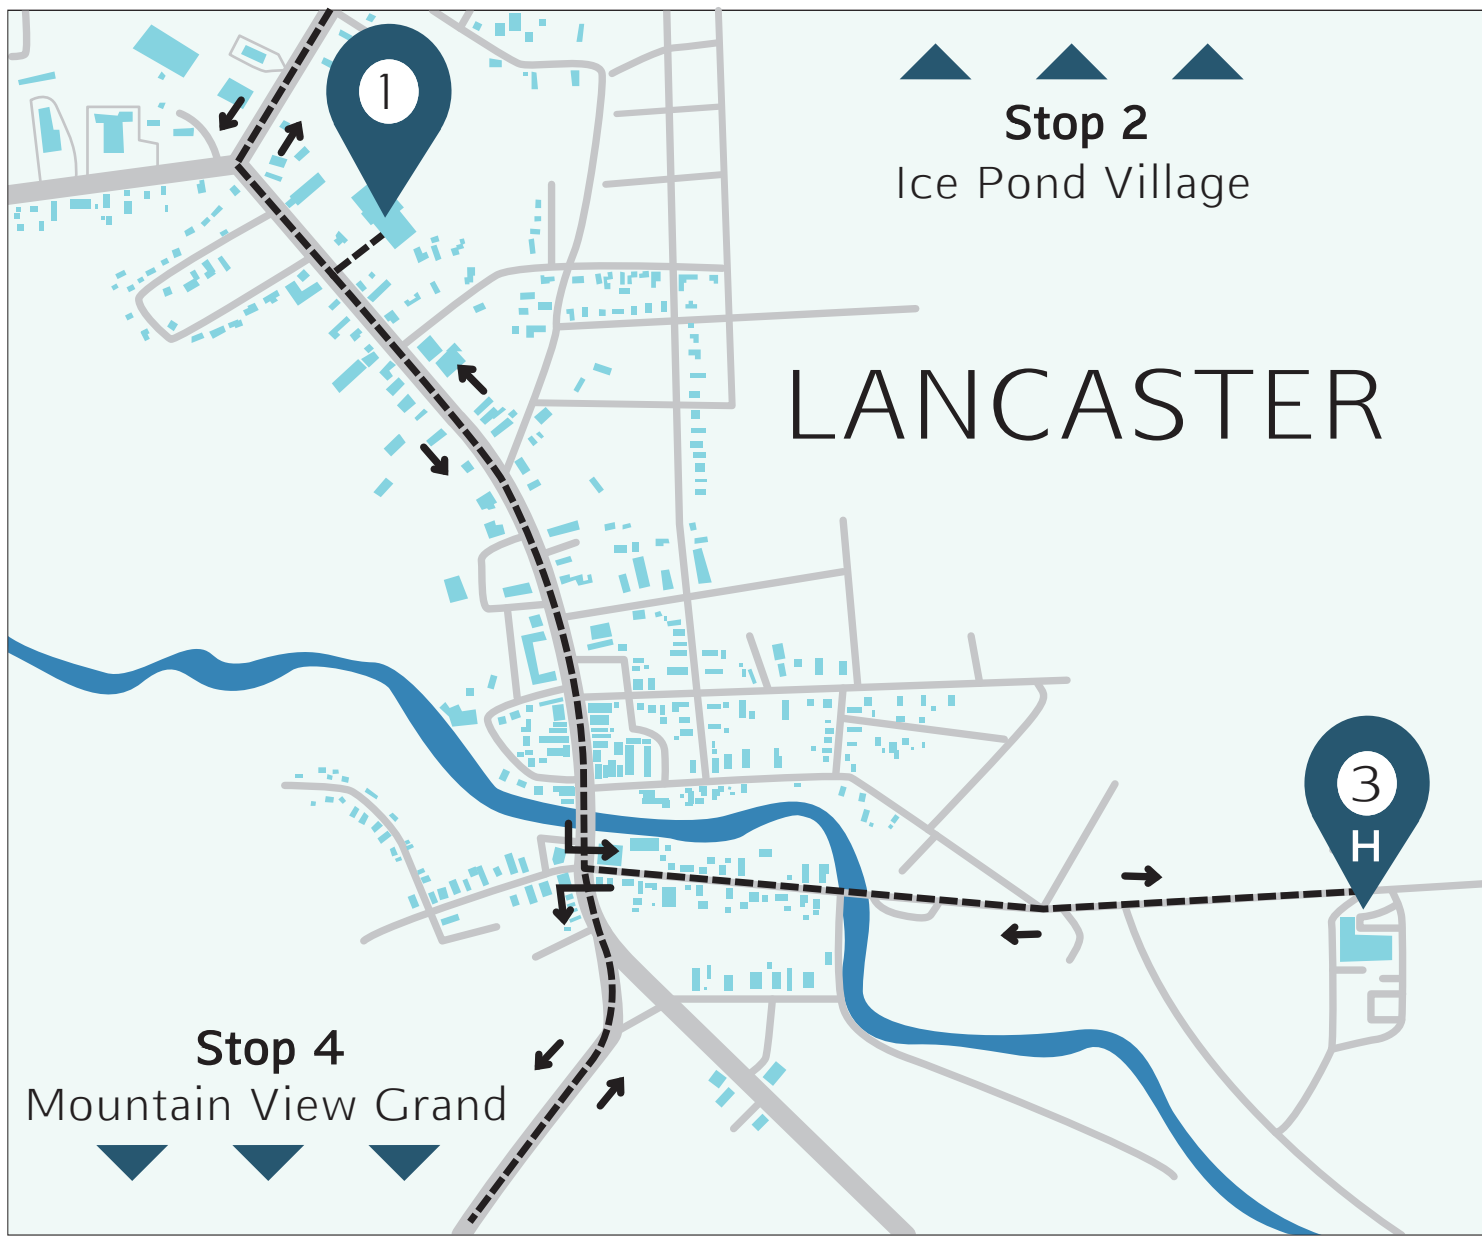 1
Stop 2
Ice Pond Village
LANCASTER
3
H
Stop 4
Mountain View Grand